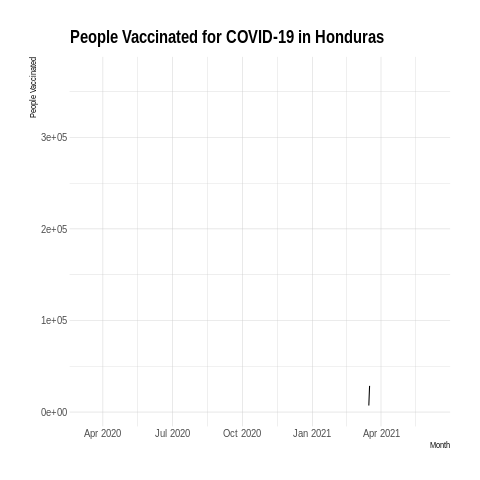 People Vaccinated for COVID-19 in Honduras
People Vaccinated
3e+05
2e+05
1e+05
0e+00
Apr 2020 Jul 2020 Oct 2020 Jan 2021 Apr 2021
Month